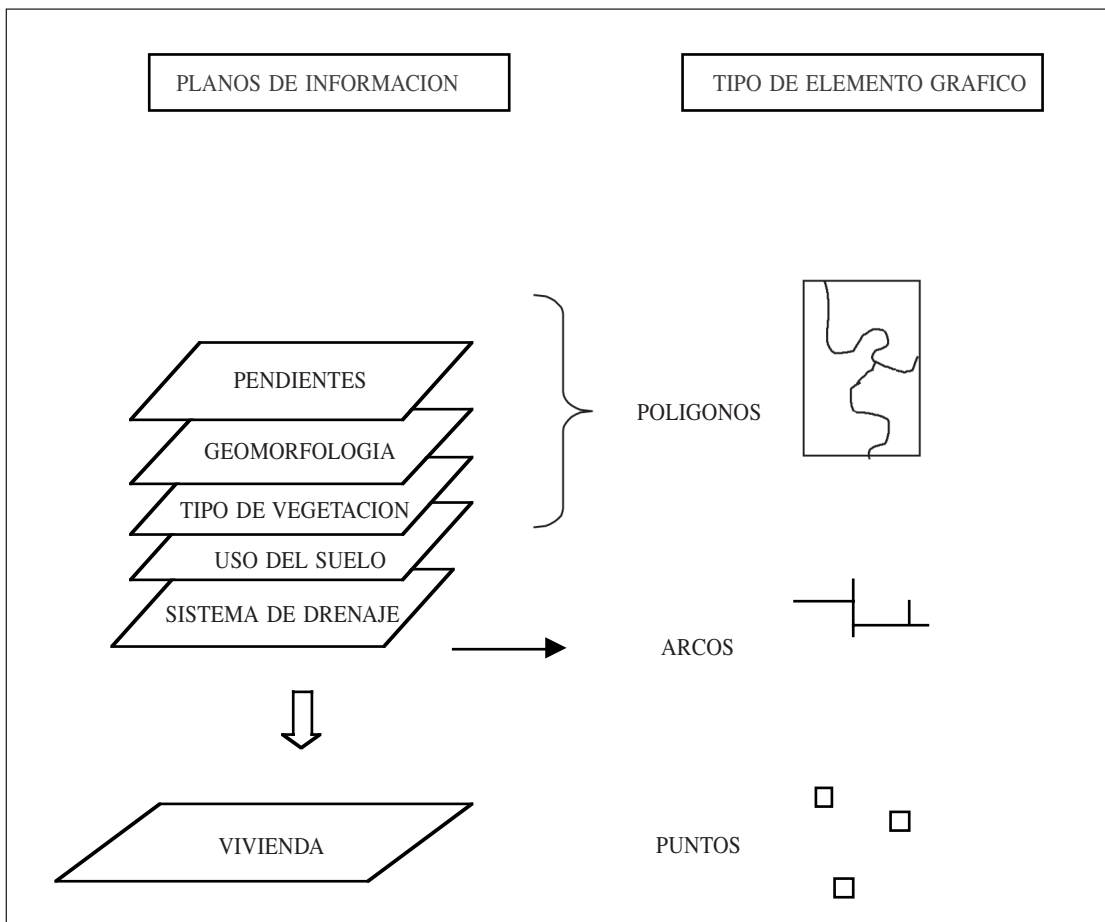 PLANOS DE INFORMACION
TIPO DE ELEMENTO GRAFICO
PENDIENTES
GEOMORFOLOGIA
TIPO DE VEGETACION
USO DEL SUELO
SISTEMA DE DRENAJE
POLIGONOS
ARCOS
VIVIENDA
PUNTOS